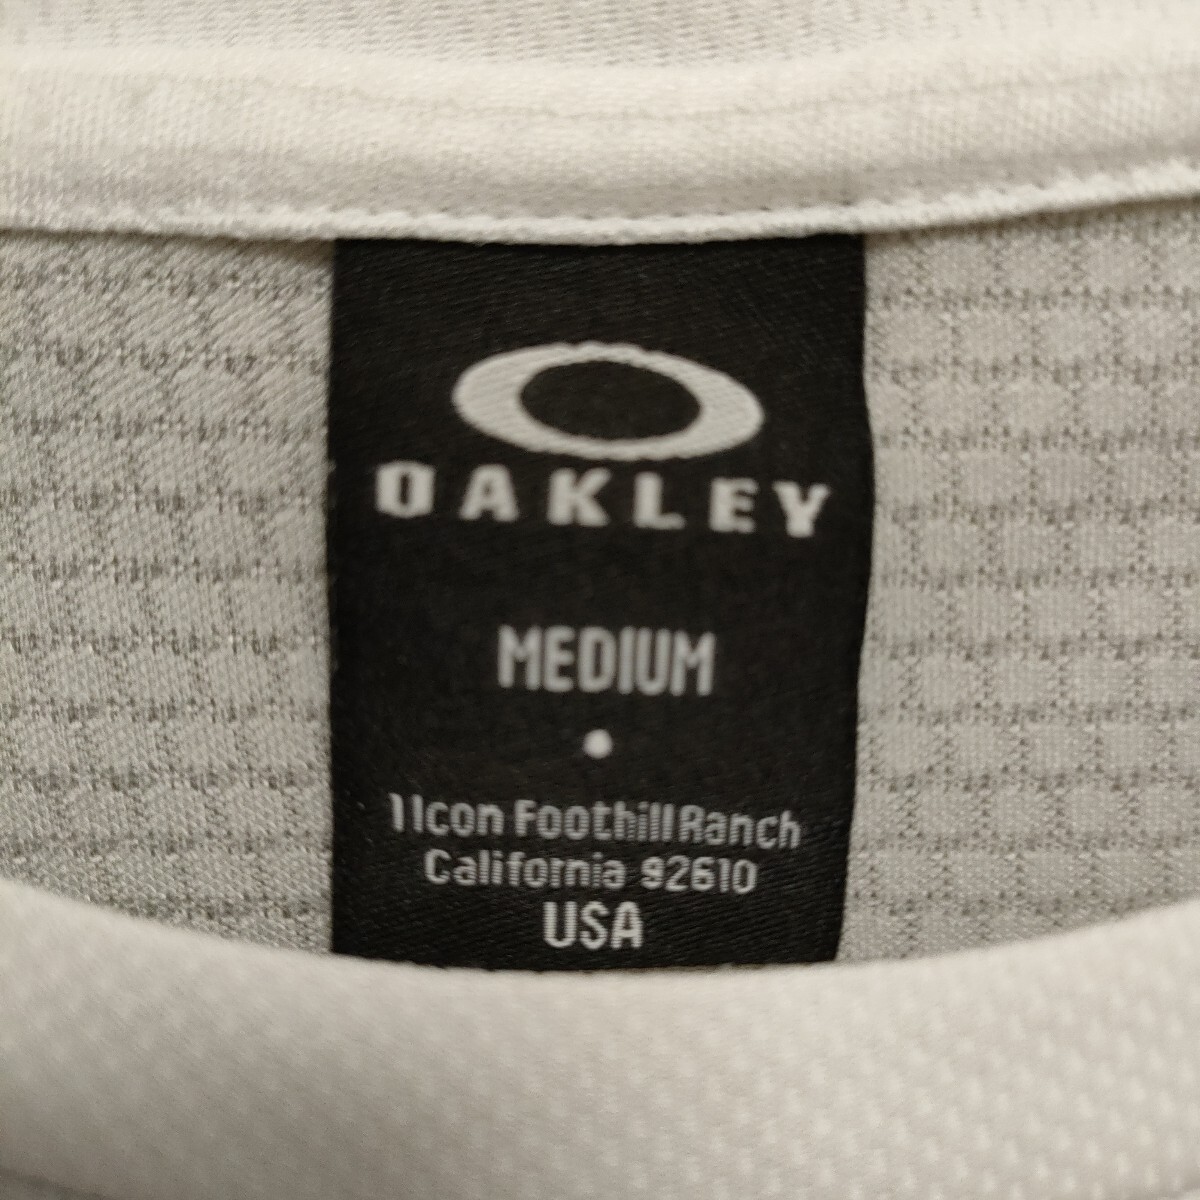 OAKLEY
MEDIUM
1 Icon Foothill Ranch
California 92610
USA